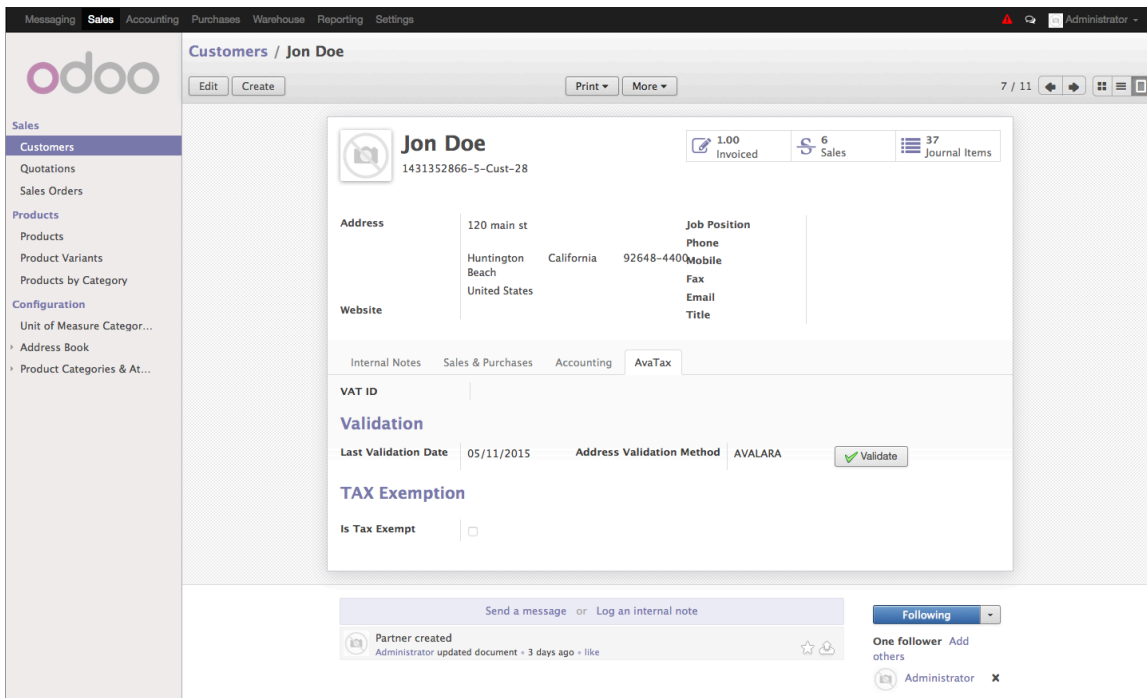 Messaging Sales Accounting Purchases Warehouse Reporting Settings Administrator
odoo
Customers / Jon Doe
Edit Create Print More 7 / 11
Sales
Customers
Quotations
Sales Orders
Products
Products
Product Variants
Products by Category
Configuration
Unit of Measure Categor...
Address Book
Product Categories & At...
Jon Doe
1431352866-5-Cust-28
1.00
Invoiced
6
Sales
37
Journal Items
Address
120 main st
Huntington Beach California 92648-4400
United States
Website
Job Position
Phone
Mobile
Fax
Email
Title
Internal Notes Sales & Purchases Accounting AvaTax
VAT ID
Validation
Last Validation Date 05/11/2015 Address Validation Method AVALARA Validate
TAX Exemption
Is Tax Exempt
Send a message or Log an internal note
Partner created
Administrator updated document • 3 days ago • like
Following
One follower Add
others
Administrator x